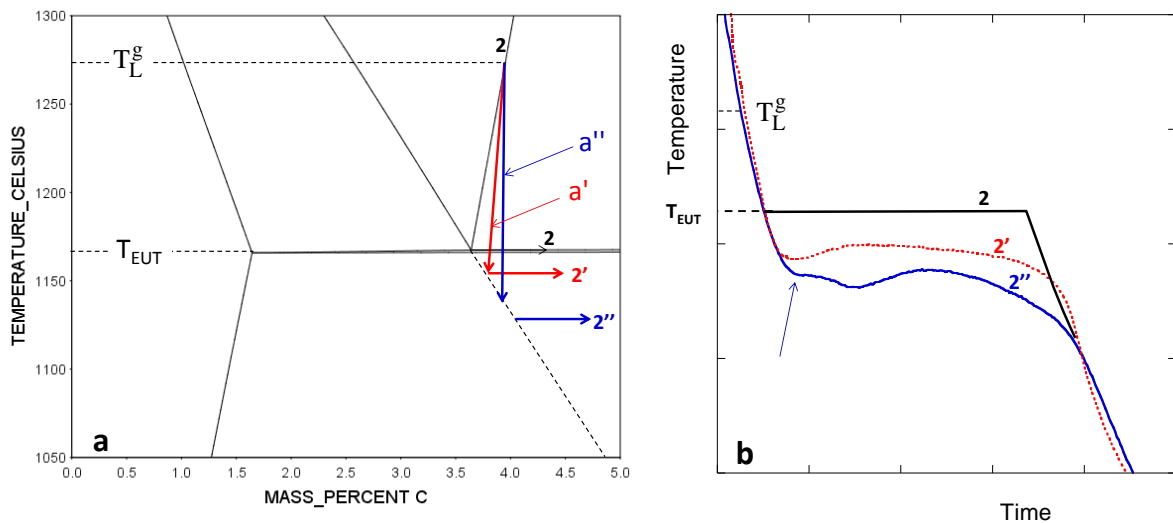 1300
1250
1200
1150
1100
1050
TEMPERATURE_CELSIUS
T_L^g
T_EUT
2
a''
a'
2
2'
2''
a
0.0 0.5 1.0 1.5 2.0 2.5 3.0 3.5 4.0 4.5 5.0
MASS_PERCENT C
Temperature
T_L^g
T_EUT
2
2'
2''
b
Time